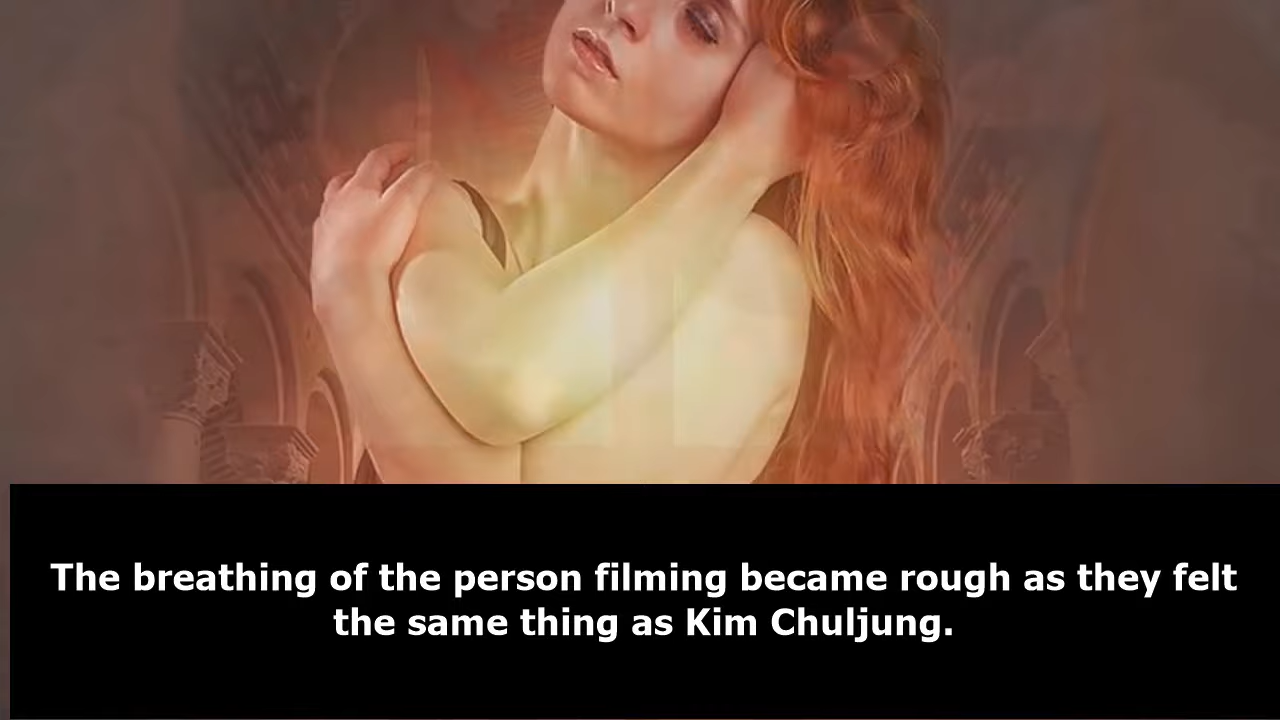 The breathing of the person filming became rough as they felt
the same thing as Kim Chuljung.